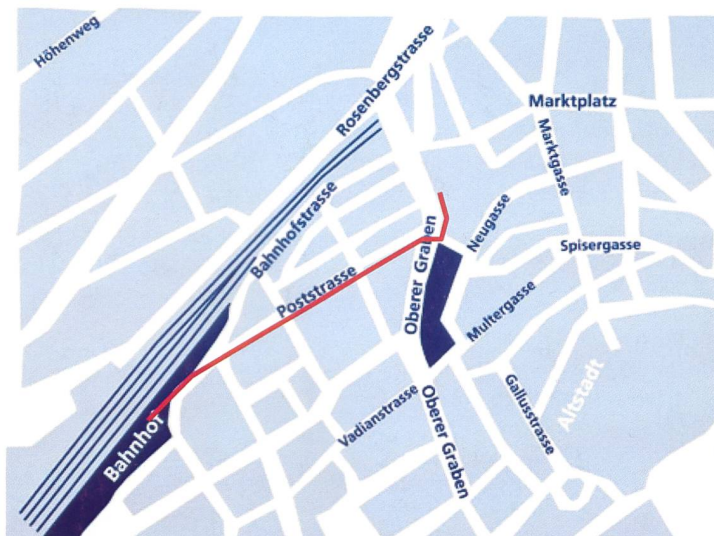 Höhenweg
Rosenbergstrasse
Marktplatz
Marktgasse
Bahnhofstrasse
Neugasse
Spisergasse
Poststrasse
Oberer Graben
Multergasse
Altstadt
Gallusstrasse
Vadianstrasse
Oberer Graben
Bahnhof